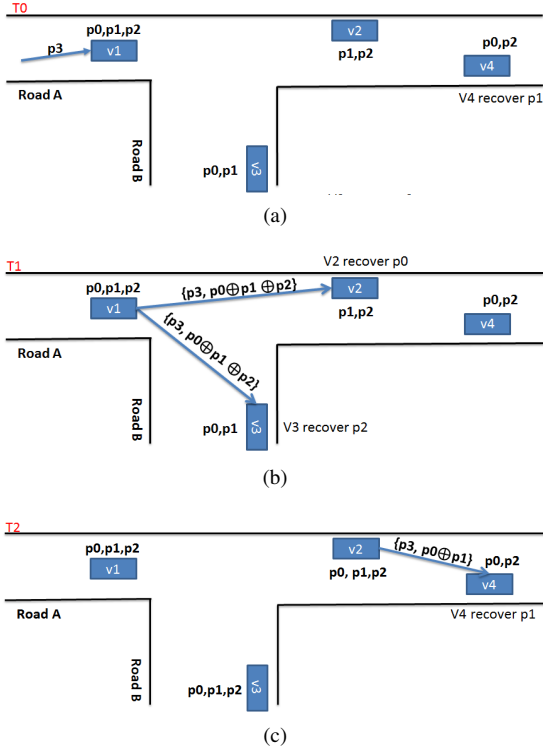 T0
p0,p1,p2
p3
v1
v2
p1,p2
p0,p2
v4
Road A
V4 recover p1
Road B
p0,p1
v3
(a)
T1
V2 recover p0
p0,p1,p2
v1
{p3, p0⊕p1 ⊕p2}
v2
p1,p2
p0,p2
v4
{p3, p0⊕p1 ⊕p2}
Road A
Road B
p0,p1
v3
V3 recover p2
(b)
T2
p0,p1,p2
v1
v2
{p3, p0⊕p1}
p0, p1,p2
p0,p2
v4
Road A
V4 recover p1
Road B
p0,p1,p2
v3
(c)